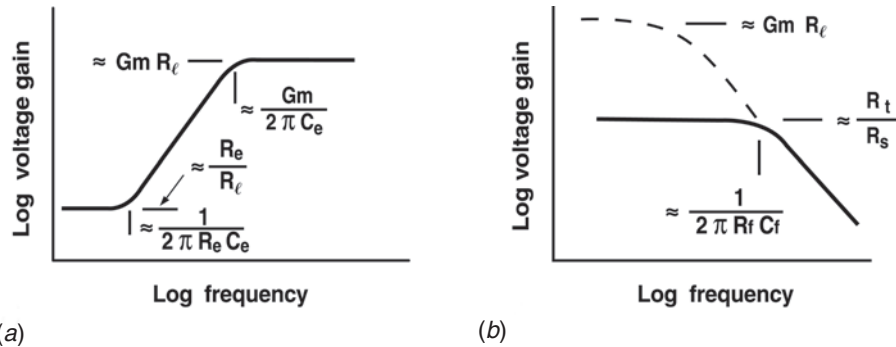 Log voltage gain
≈ Gm Rℓ
≈ Gm / 2 π Ce
≈ Re / Rℓ
≈ 1 / 2 π Re Ce
Log frequency
(a)
Log voltage gain
≈ Gm Rℓ
≈ Rt / Rs
≈ 1 / 2 π Rf Cf
Log frequency
(b)